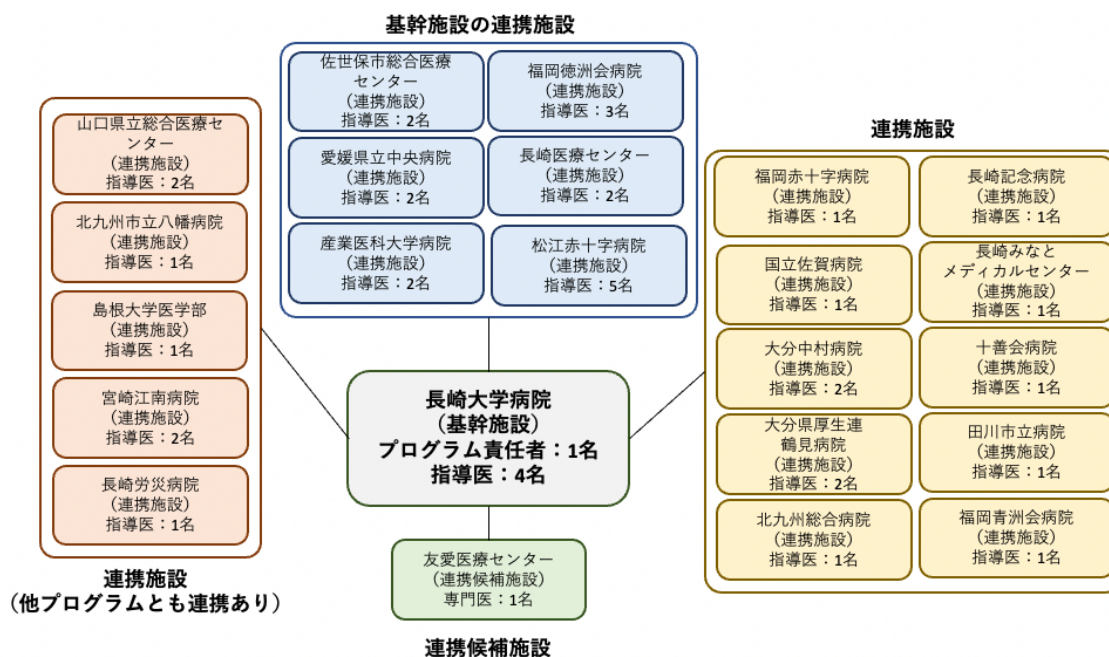 基幹施設の連携施設
佐世保市総合医療
センター
(連携施設)
指導医：2名
福岡徳洲会病院
(連携施設)
指導医：3名
愛媛県立中央病院
(連携施設)
指導医：2名
長崎医療センター
(連携施設)
指導医：2名
産業医科大学病院
(連携施設)
指導医：2名
松江赤十字病院
(連携施設)
指導医：5名
山口県立総合医療セ
ンター
(連携施設)
指導医：2名
北九州市立八幡病院
(連携施設)
指導医：1名
島根大学医学部
(連携施設)
指導医：1名
宮崎江南病院
(連携施設)
指導医：2名
長崎労災病院
(連携施設)
指導医：1名
連携施設
(他プログラムとも連携あり)
長崎大学病院
(基幹施設)
プログラム責任者：1名
指導医：4名
友愛医療センター
(連携候補施設)
専門医：1名
連携候補施設
連携施設
福岡赤十字病院
(連携施設)
指導医：1名
長崎記念病院
(連携施設)
指導医：1名
国立佐賀病院
(連携施設)
指導医：1名
長崎みなと
メディカルセンター
(連携施設)
指導医：1名
大分中村病院
(連携施設)
指導医：2名
十善会病院
(連携施設)
指導医：1名
大分県厚生連
鶴見病院
(連携施設)
指導医：2名
田川市立病院
(連携施設)
指導医：1名
北九州総合病院
(連携施設)
指導医：1名
福岡青洲会病院
(連携施設)
指導医：1名